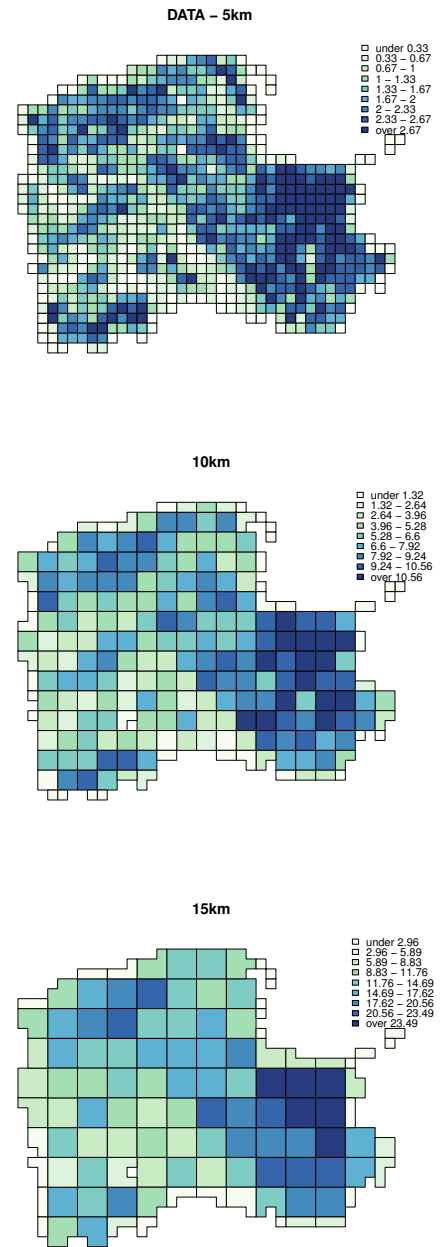 DATA – 5km
under 0.33
0.33 – 0.67
0.67 – 1
1 – 1.33
1.33 – 1.67
1.67 – 2
2 – 2.33
2.33 – 2.67
over 2.67
10km
under 1.32
1.32 – 2.64
2.64 – 3.96
3.96 – 5.28
5.28 – 6.6
6.6 – 7.92
7.92 – 9.24
9.24 – 10.56
over 10.56
15km
under 2.96
2.96 – 5.89
5.89 – 8.83
8.83 – 11.76
11.76 – 14.69
14.69 – 17.62
17.62 – 20.56
20.56 – 23.49
over 23.49